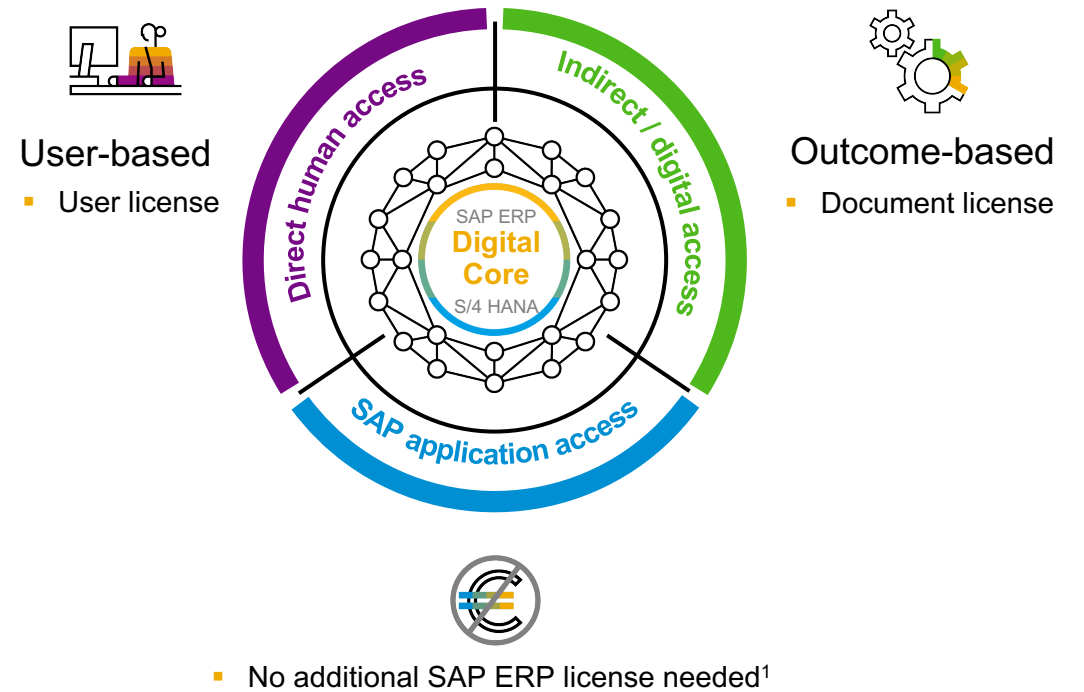 User-based
▪ User license
Direct human access
Indirect / digital access
Outcome-based
▪ Document license
SAP ERP
Digital
Core
S/4 HANA
SAP application access
▪ No additional SAP ERP license needed¹